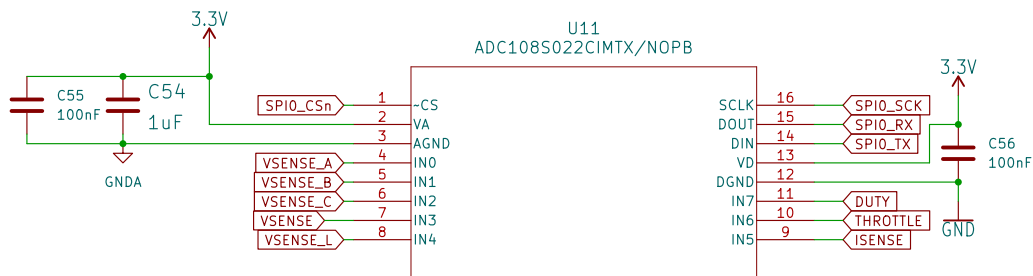 3.3V
U11
ADC108S022CIMTX/NOPB
3.3V
C55
100nF
C54
1uF
GNDA
SPI0_CSn 1 ~CS
2 VA
3 AGND
VSENSE_A 4 IN0
VSENSE_B 5 IN1
VSENSE_C 6 IN2
VSENSE 7 IN3
VSENSE_L 8 IN4
SCLK 16 SPI0_SCK
DOUT 15 SPI0_RX
DIN 14 SPI0_TX
VD 13
DGND 12
IN7 11 DUTY
IN6 10 THROTTLE
IN5 9 ISENSE
C56
100nF
GND